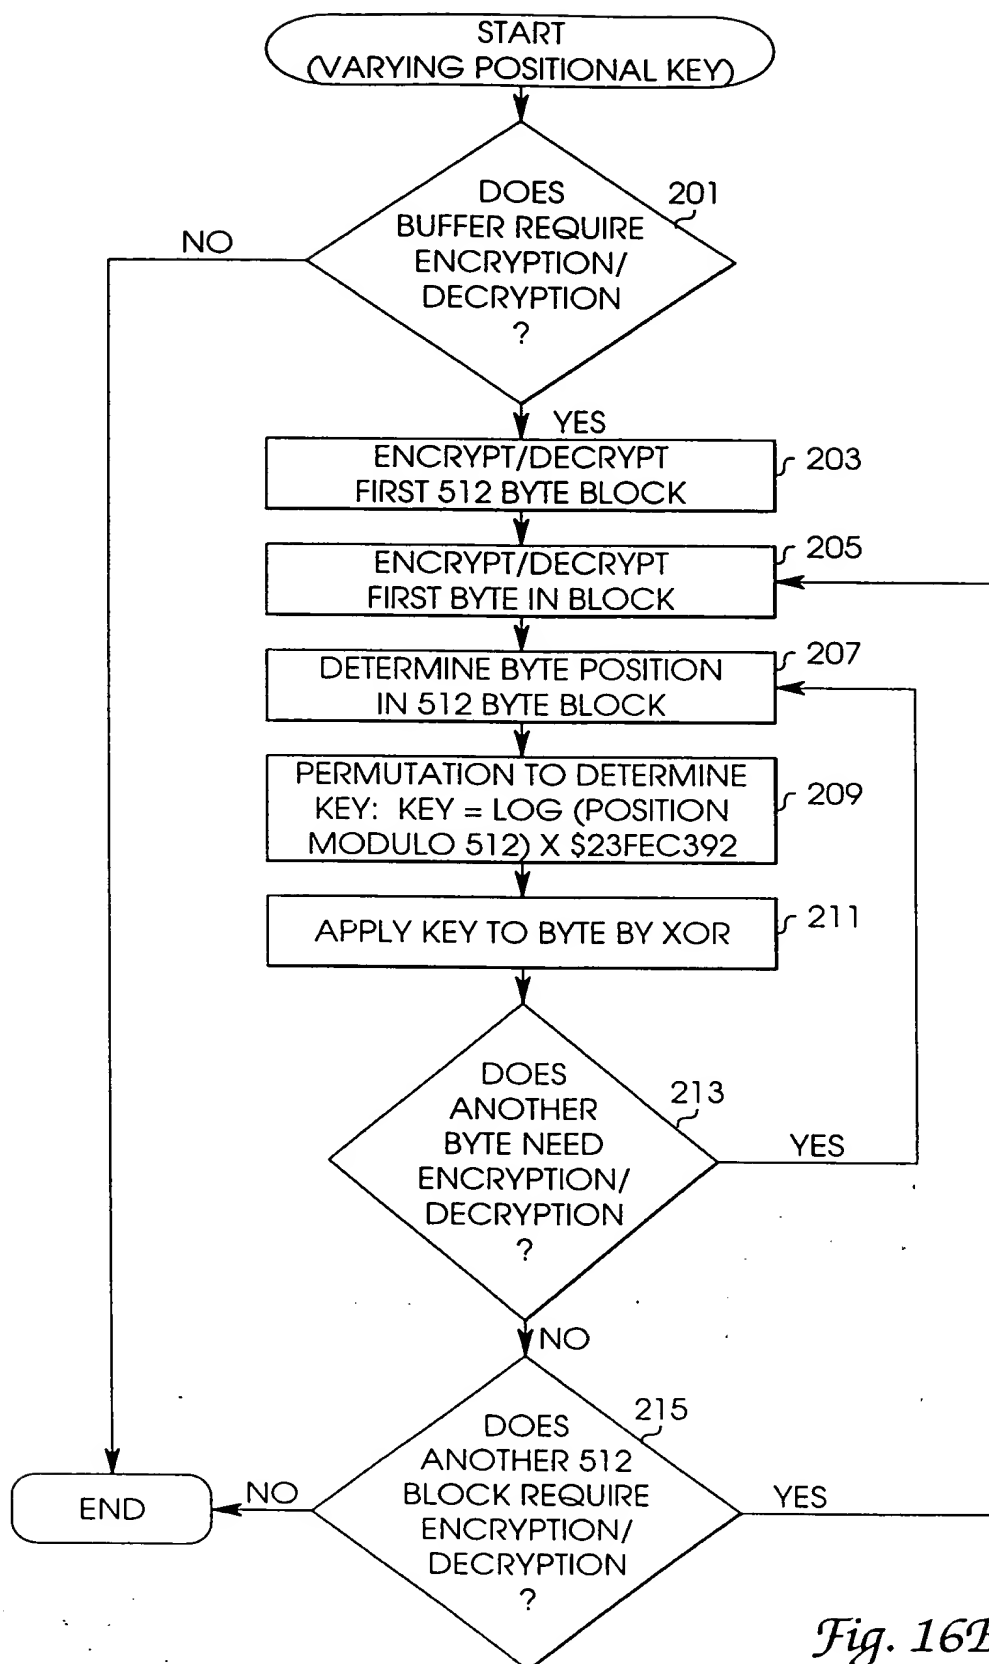 START
(VARYING POSITIONAL KEY)
DOES
BUFFER REQUIRE
ENCRYPTION/
DECRYPTION
?
201
NO
YES
ENCRYPT/DECRYPT
FIRST 512 BYTE BLOCK
203
ENCRYPT/DECRYPT
FIRST BYTE IN BLOCK
205
DETERMINE BYTE POSITION
IN 512 BYTE BLOCK
207
PERMUTATION TO DETERMINE
KEY: KEY = LOG (POSITION
MODULO 512) X $23FEC392
209
APPLY KEY TO BYTE BY XOR
211
DOES
ANOTHER
BYTE NEED
ENCRYPTION/
DECRYPTION
?
213
YES
NO
DOES
ANOTHER 512
BLOCK REQUIRE
ENCRYPTION/
DECRYPTION
?
215
YES
NO
END
Fig. 16B